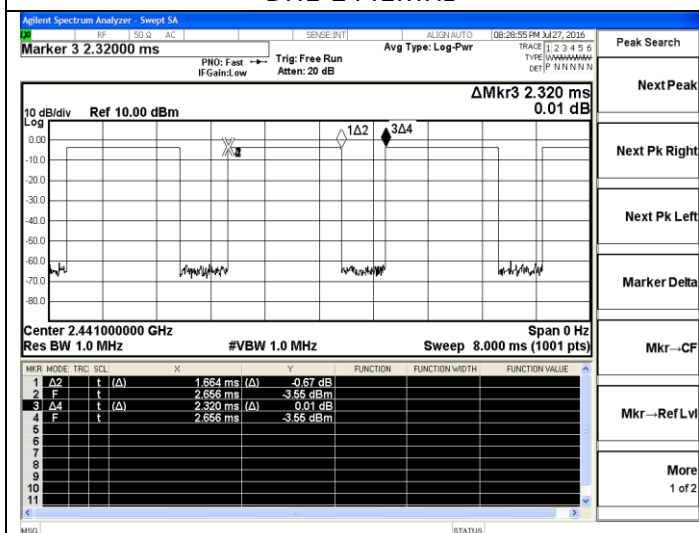 Agilent Spectrum Analyzer - Swept SA
RF 50 Ω AC SENSE:INT ALIGN AUTO 08:28:55 PM Jul 27, 2016
Marker 3 2.32000 ms
PNO: Fast
IFGain:Low
Trig: Free Run
Atten: 20 dB
Avg Type: Log-Pwr
TRACE 1 2 3 4 5 6
TYPE WWWWWW
DET P N N N N N
Peak Search
Next Peak
Next Pk Right
Next Pk Left
Marker Delta
Mkr→CF
Mkr→RefLvl
More
1 of 2
ΔMkr3 2.320 ms
0.01 dB
10 dB/div Ref 10.00 dBm
Log
0.00
-10.0
-20.0
-30.0
-40.0
-50.0
-60.0
-70.0
-80.0
1Δ2 3Δ4
Center 2.441000000 GHz Span 0 Hz
Res BW 1.0 MHz #VBW 1.0 MHz Sweep 8.000 ms (1001 pts)
MKR MODE TRC SCL X Y FUNCTION FUNCTION WIDTH FUNCTION VALUE
1 Δ2 t (Δ) 1.664 ms (Δ) -0.67 dB
2 F t 2.656 ms -3.55 dBm
3 Δ4 t (Δ) 2.320 ms (Δ) 0.01 dB
4 F t 2.656 ms -3.55 dBm
5
6
7
8
9
10
11
MSG STATUS